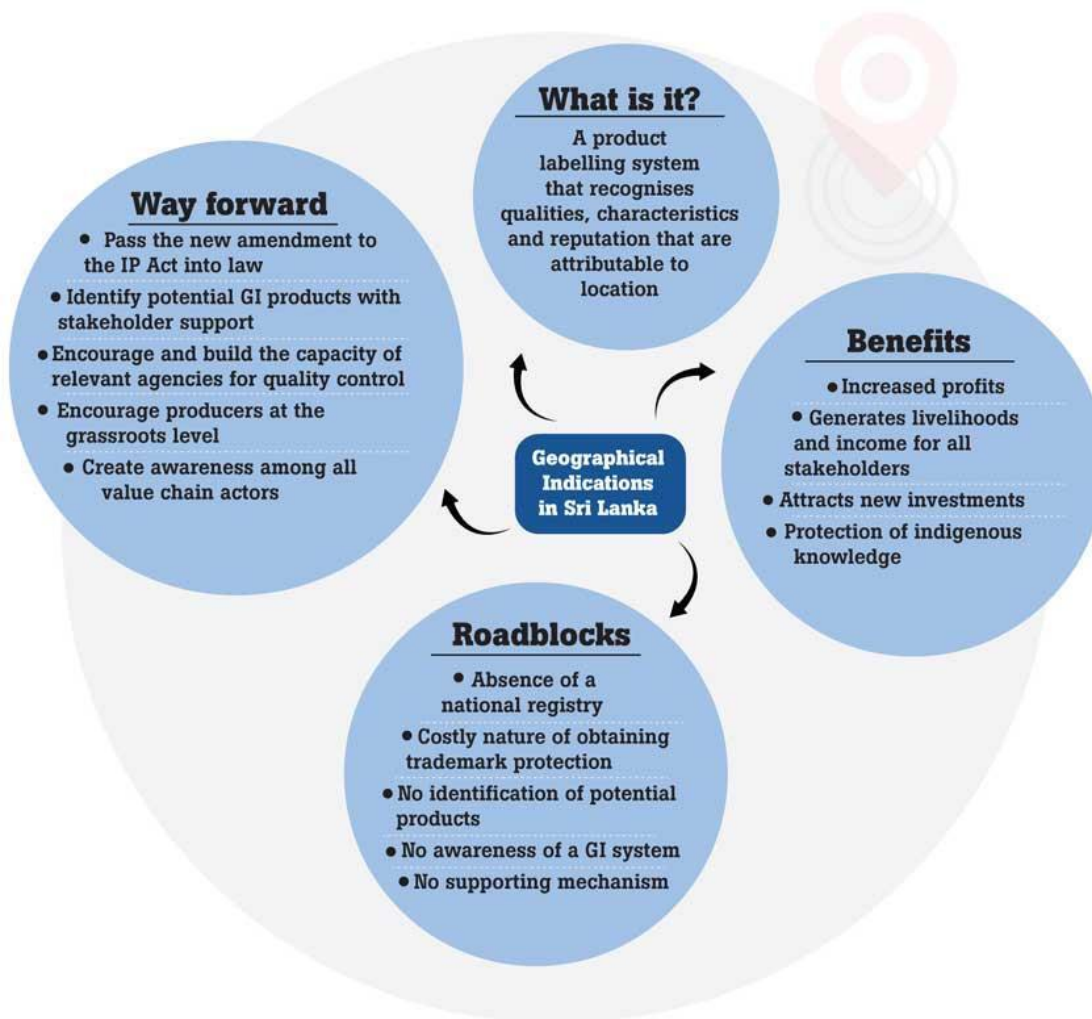 What is it?
A product
labelling system
that recognises
qualities, characteristics
and reputation that are
attributable to
location
Way forward
• Pass the new amendment to
the IP Act into law
• Identify potential GI products with
stakeholder support
• Encourage and build the capacity of
relevant agencies for quality control
• Encourage producers at the
grassroots level
• Create awareness among all
value chain actors
Benefits
• Increased profits
• Generates livelihoods
and income for all
stakeholders
• Attracts new investments
• Protection of indigenous
knowledge
Geographical
Indications
in Sri Lanka
Roadblocks
• Absence of a
national registry
• Costly nature of obtaining
trademark protection
• No identification of potential
products
• No awareness of a GI system
• No supporting mechanism